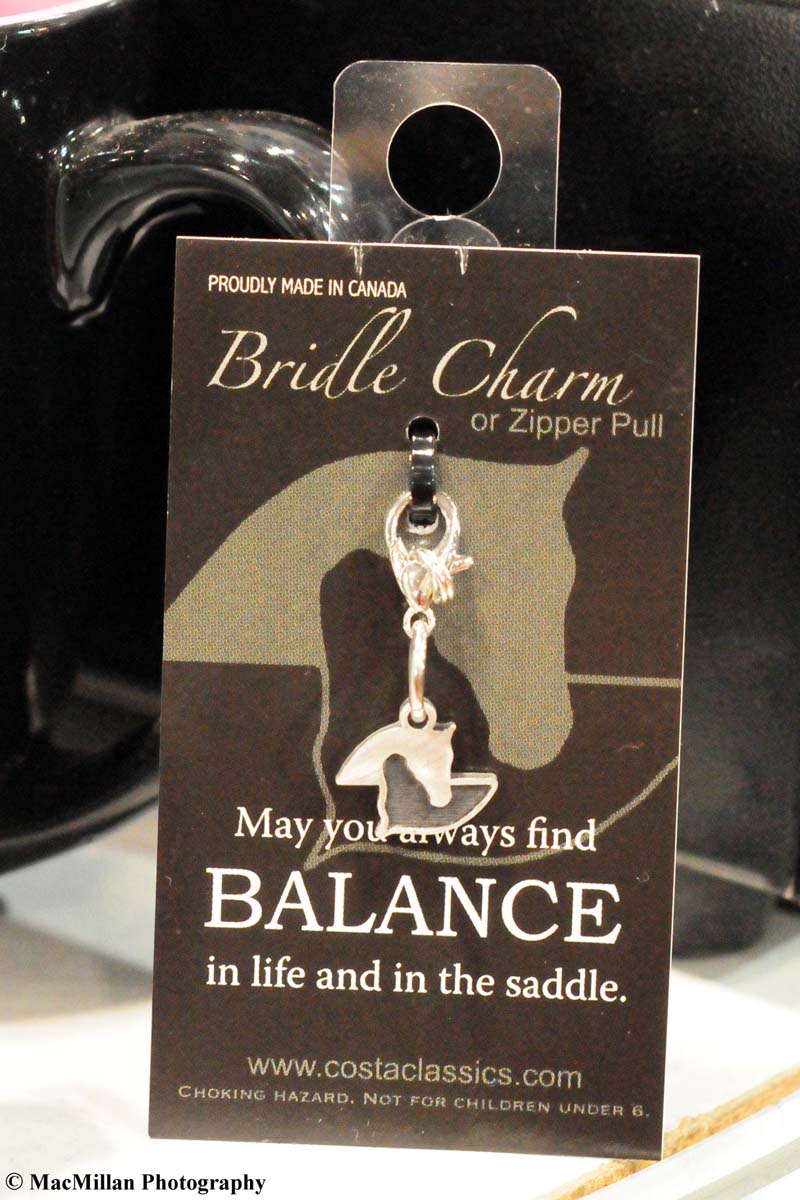 PROUDLY MADE IN CANADA
Bridle Charm
or Zipper Pull
May you always find
BALANCE
in life and in the saddle.
www.costaclassics.com
CHOKING HAZARD. NOT FOR CHILDREN UNDER 6.
© MacMillan Photography